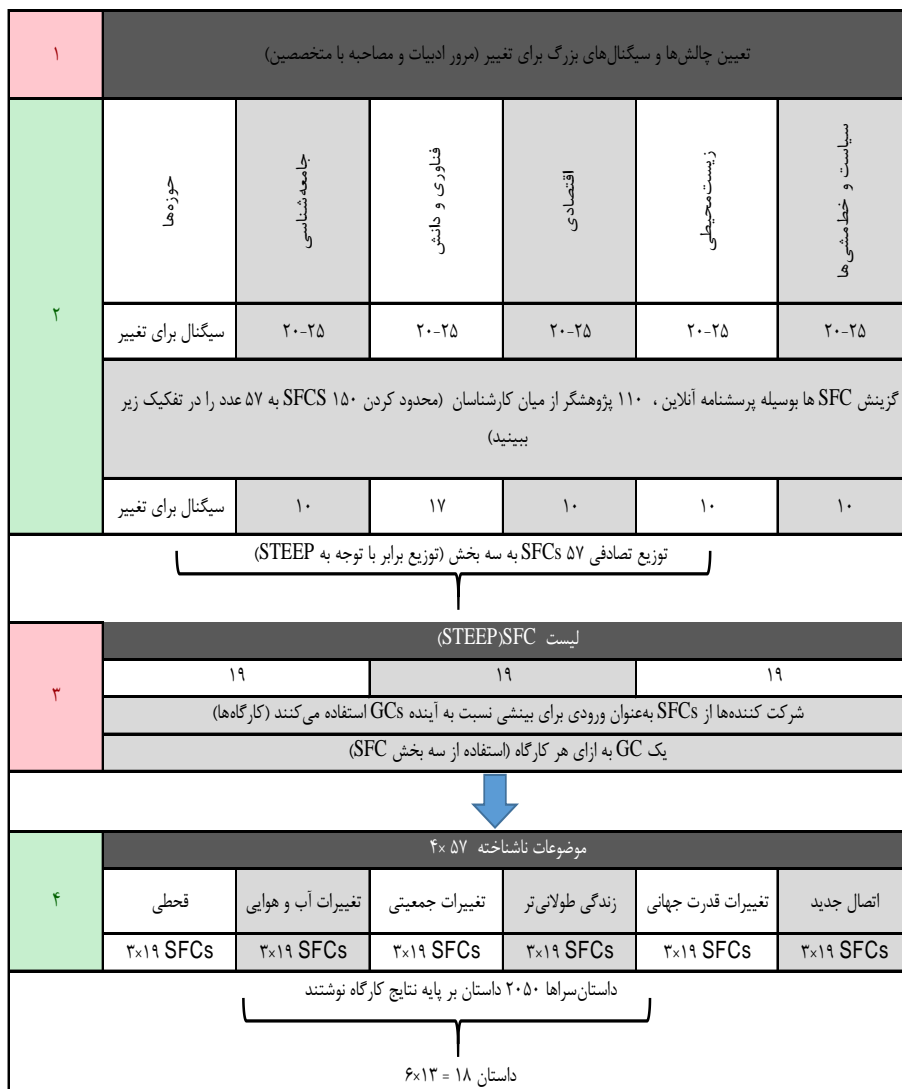 ۱
تعیین چالش‌ها و سیگنال‌های بزرگ برای تغییر (مرور ادبیات و مصاحبه با متخصصین)
۲
حوزه‌ها
جامعه‌شناسی
فناوری و دانش
اقتصادی
زیست‌محیطی
سیاست و خط‌مشی‌ها
سیگنال برای تغییر
۲۰-۲۵
۲۰-۲۵
۲۰-۲۵
۲۰-۲۵
۲۰-۲۵
گزینش SFC ها بوسیله پرسشنامه آنلاین ، ۱۱۰ پژوهشگر از میان کارشناسان (محدود کردن ۱۵۰ SFCS به ۵۷ عدد را در تفکیک زیر
ببینید)
سیگنال برای تغییر
۱۰
۱۷
۱۰
۱۰
۱۰
توزیع تصادفی ۵۷ SFCs به سه بخش (توزیع برابر با توجه به STEEP)
۳
لیست SFC(STEEP)
۱۹
۱۹
۱۹
شرکت کننده‌ها از SFCs به‌عنوان ورودی برای بینشی نسبت به آینده GCs استفاده می‌کنند (کارگاه‌ها)
یک GC به ازای هر کارگاه (استفاده از سه بخش SFC)
۴
موضوعات ناشناخته ۵۷ ×۴
قحطی
تغییرات آب و هوایی
تغییرات جمعیتی
زندگی طولانی‌تر
تغییرات قدرت جهانی
اتصال جدید
۳×۱۹ SFCs
۳×۱۹ SFCs
۳×۱۹ SFCs
۳×۱۹ SFCs
۳×۱۹ SFCs
۳×۱۹ SFCs
داستان‌سراها ۲۰۵۰ داستان بر پایه نتایج کارگاه نوشتند
داستان ۱۸ = ۶×۱۳